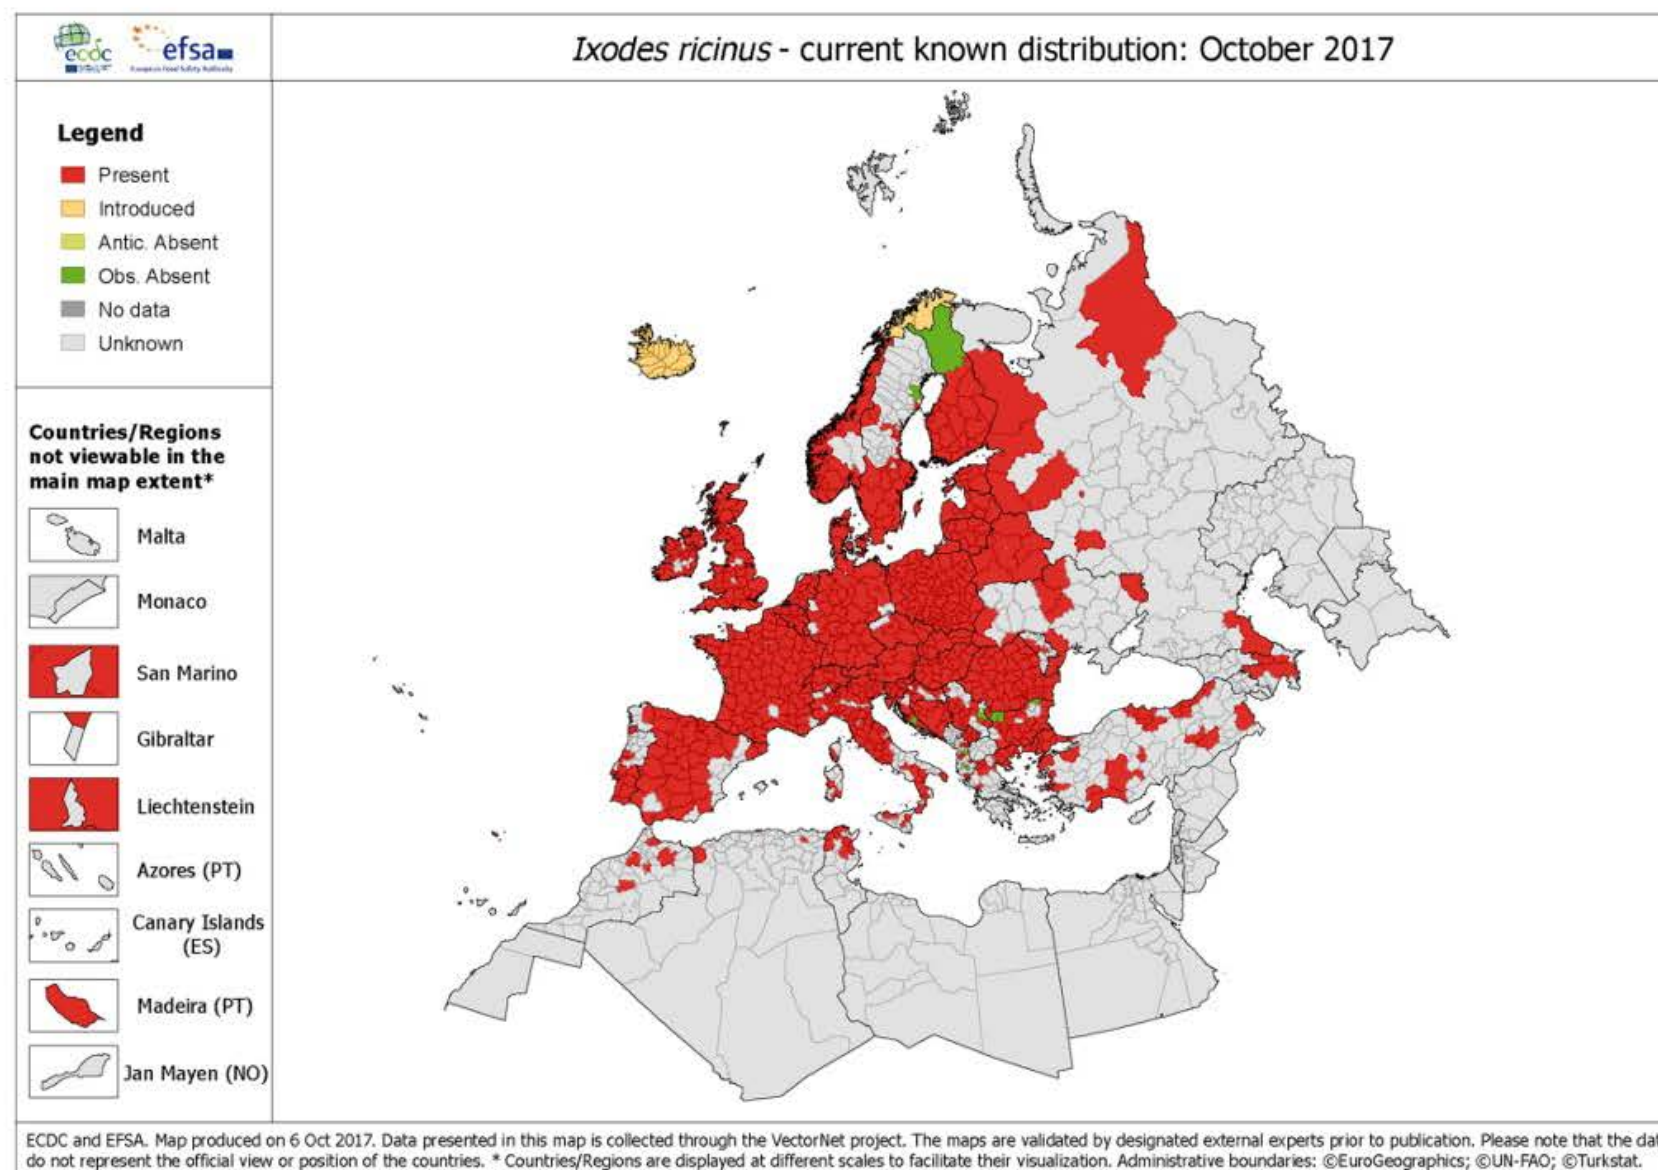 ecdc
efsa
European Food Safety Authority
Ixodes ricinus - current known distribution: October 2017
Legend
Present
Introduced
Antic. Absent
Obs. Absent
No data
Unknown
Countries/Regions
not viewable in the
main map extent*
Malta
Monaco
San Marino
Gibraltar
Liechtenstein
Azores (PT)
Canary Islands
(ES)
Madeira (PT)
Jan Mayen (NO)
ECDC and EFSA. Map produced on 6 Oct 2017. Data presented in this map is collected through the VectorNet project. The maps are validated by designated external experts prior to publication. Please note that the dat
do not represent the official view or position of the countries. * Countries/Regions are displayed at different scales to facilitate their visualization. Administrative boundaries: ©EuroGeographics; ©UN-FAO; ©Turkstat.